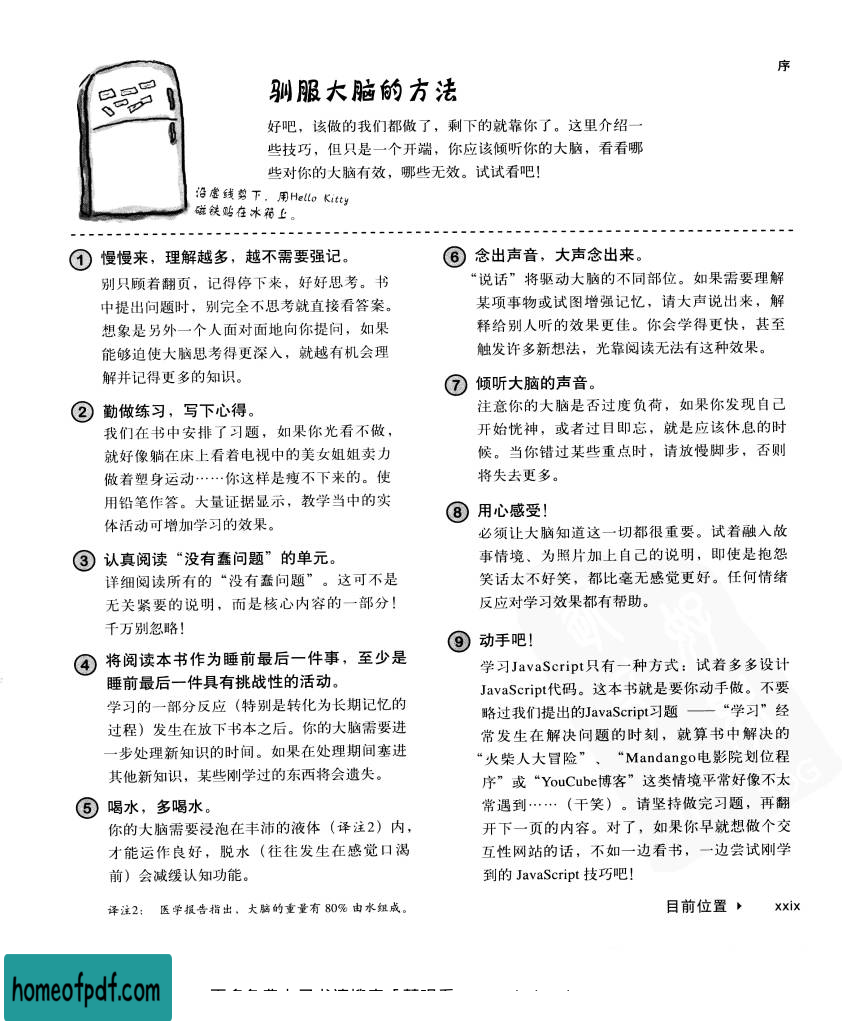 序
驯服大脑的方法
好吧，该做的我们都做了，剩下的就靠你了。这里介绍一
些技巧，但只是一个开端，你应该倾听你的大脑，看看哪
些对你的大脑有效，哪些无效。试试看吧！
沿虚线剪下，用Hello Kitty
磁铁贴在冰箱上。
① 慢慢来，理解越多，越不需要强记。
别只顾着翻页，记得停下来，好好思考。书
中提出问题时，别完全不思考就直接看答案。
想象是另外一个人面对面地向你提问，如果
能够迫使大脑思考得更深入，就越有机会理
解并记得更多的知识。
② 勤做练习，写下心得。
我们在书中安排了习题，如果你光看不做，
就好像躺在床上看着电视中的美女姐姐卖力
做着塑身运动……你这样是瘦不下来的。使
用铅笔作答。大量证据显示，教学当中的实
体活动可增加学习的效果。
③ 认真阅读“没有蠢问题”的单元。
详细阅读所有的“没有蠢问题”。这可不是
无关紧要的说明，而是核心内容的一部分！
千万别忽略！
④ 将阅读本书作为睡前最后一件事，至少是
睡前最后一件具有挑战性的活动。
学习的一部分反应（特别是转化为长期记忆的
过程）发生在放下书本之后。你的大脑需要进
一步处理新知识的时间。如果在处理期间塞进
其他新知识，某些刚学过的东西将会遗失。
⑤ 喝水，多喝水。
你的大脑需要浸泡在丰沛的液体（译注2）内，
才能运作良好，脱水（往往发生在感觉口渴
前）会减缓认知功能。
译注2： 医学报告指出，大脑的重量有 80% 由水组成。
⑥ 念出声音，大声念出来。
“说话”将驱动大脑的不同部位。如果需要理解
某项事物或试图增强记忆，请大声说出来，解
释给别人听的效果更佳。你会学得更快，甚至
触发许多新想法，光靠阅读无法有这种效果。
⑦ 倾听大脑的声音。
注意你的大脑是否过度负荷，如果你发现自己
开始恍神，或者过目即忘，就是应该休息的时
候。当你错过某些重点时，请放慢脚步，否则
将失去更多。
⑧ 用心感受！
必须让大脑知道这一切都很重要。试着融入故
事情境、为照片加上自己的说明，即使是抱怨
笑话太不好笑，都比毫无感觉更好。任何情绪
反应对学习效果都有帮助。
⑨ 动手吧！
学习JavaScript只有一种方式：试着多多设计
JavaScript代码。这本书就是要你动手做。不要
略过我们提出的JavaScript习题 ——“学习”经
常发生在解决问题的时刻，就算书中解决的
“火柴人大冒险”、“Mandango电影院划位程
序”或“YouCube博客”这类情境平常好像不太
常遇到……（干笑）。请坚持做完习题，再翻
开下一页的内容。对了，如果你早就想做个交
互性网站的话，不如一边看书，一边尝试刚学
到的 JavaScript 技巧吧！
目前位置 ▸ xxix
homeofpdf.com